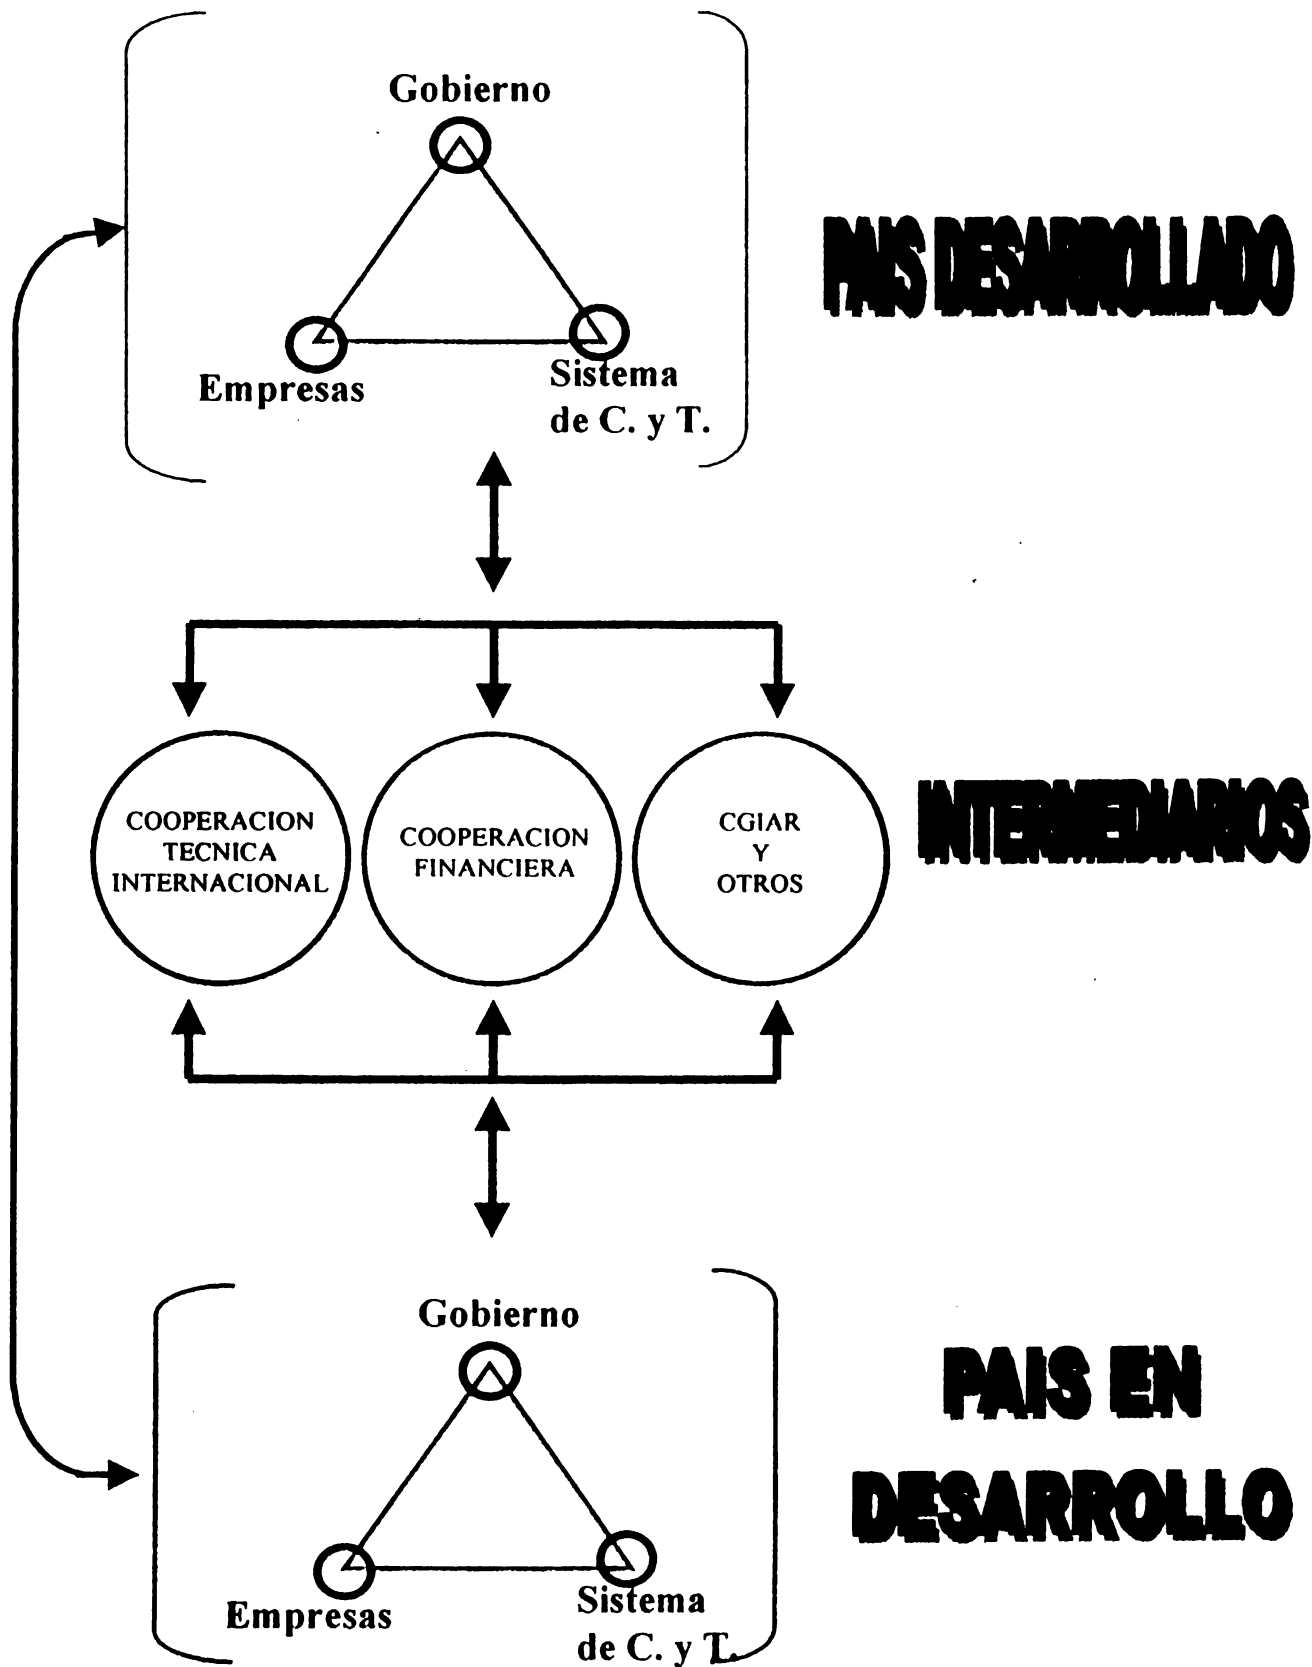 Gobierno
Empresas
Sistema
de C. y T.
PAIS DESARROLLADO
COOPERACION
TECNICA
INTERNACIONAL
COOPERACION
FINANCIERA
CGIAR
Y
OTROS
INTERMEDIARIOS
Gobierno
Empresas
Sistema
de C. y T.
PAIS EN
DESARROLLO